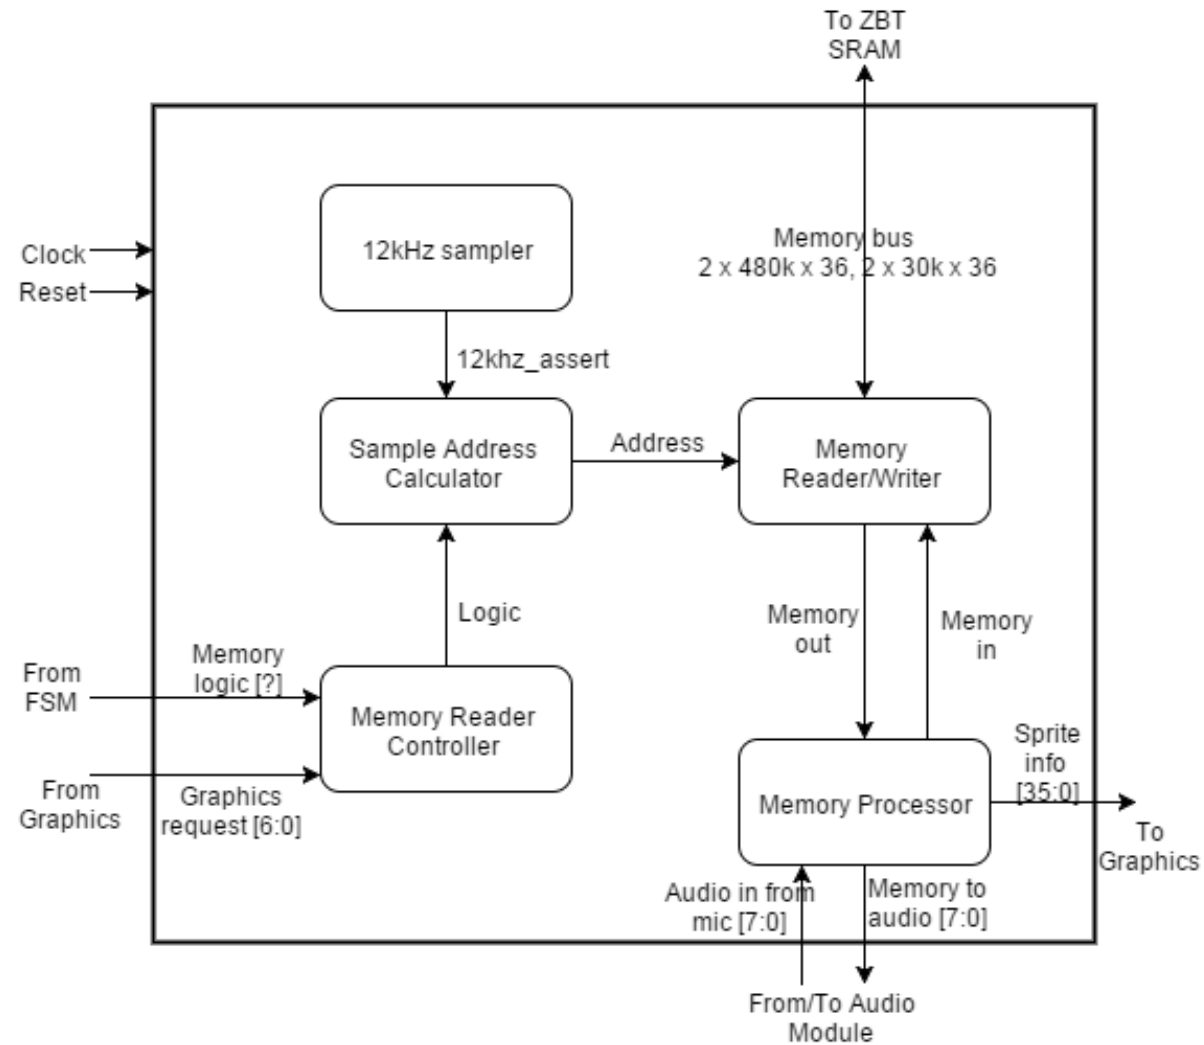 To ZBT
SRAM
Clock
Reset
12kHz sampler
Memory bus
2 x 480k x 36, 2 x 30k x 36
12khz_assert
Sample Address
Calculator
Address
Memory
Reader/Writer
Logic
Memory
out
Memory
in
From
FSM
Memory
logic [?]
Memory Reader
Controller
From
Graphics
Graphics
request [6:0]
Memory Processor
Sprite
info
[35:0]
To
Graphics
Audio in from
mic [7:0]
Memory to
audio [7:0]
From/To Audio
Module